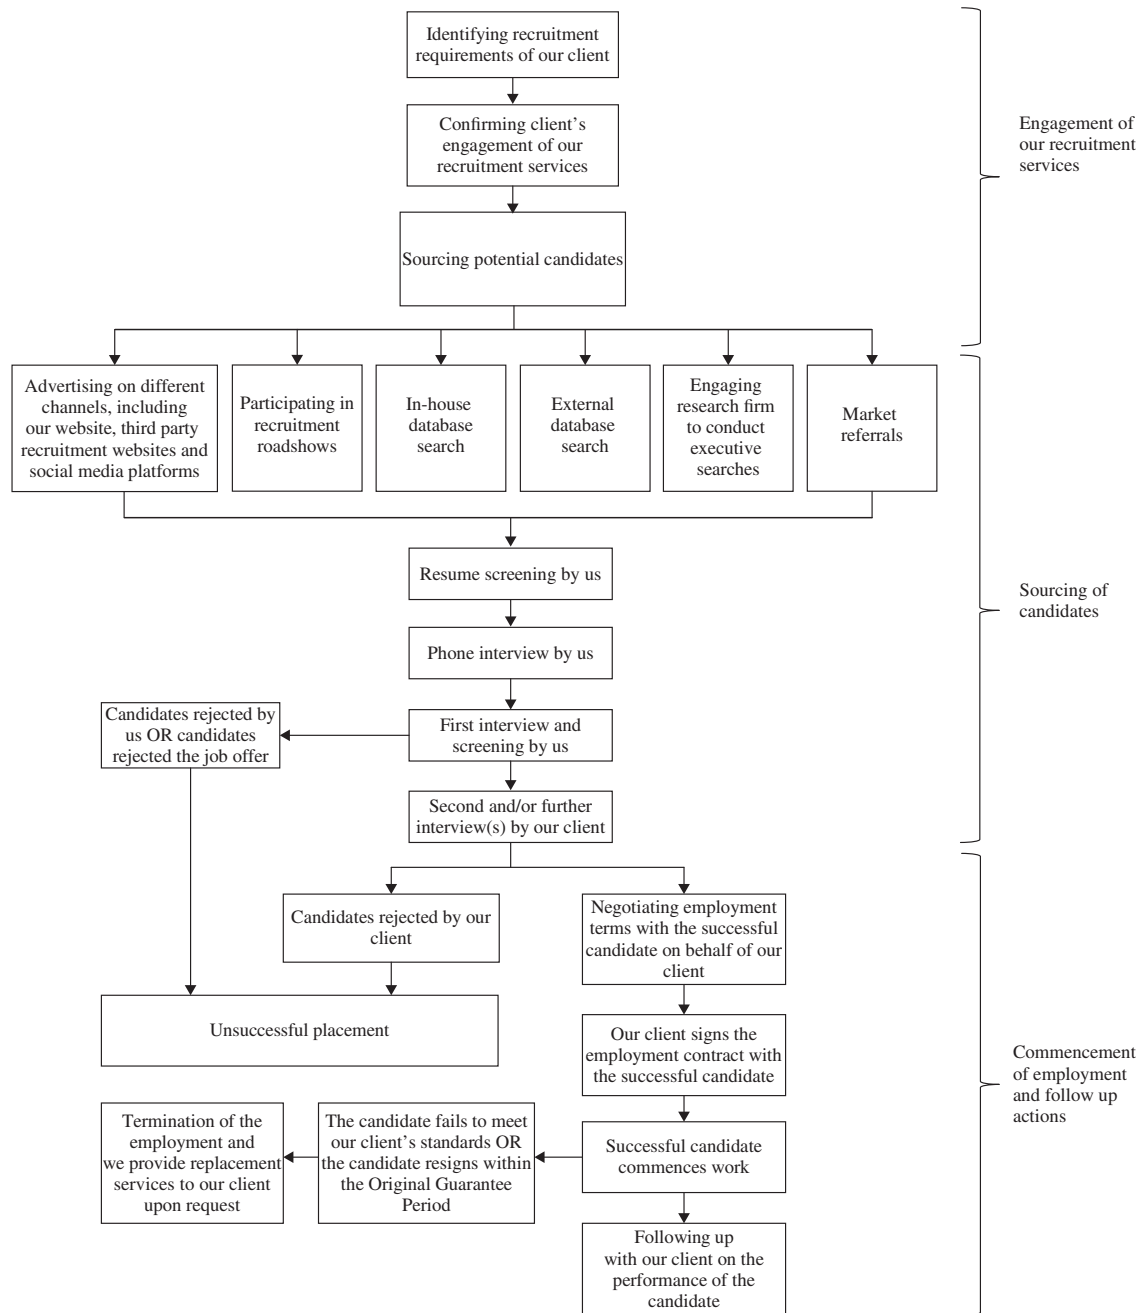 Identifying recruitment
requirements of our client
Confirming client's
engagement of our
recruitment services
Engagement of
our recruitment
services
Sourcing potential candidates
Advertising on different
channels, including
our website, third party
recruitment websites and
social media platforms
Participating in
recruitment
roadshows
In-house
database
search
External
database
search
Engaging
research firm
to conduct
executive
searches
Market
referrals
Resume screening by us
Sourcing of
candidates
Phone interview by us
Candidates rejected by
us OR candidates
rejected the job offer
First interview and
screening by us
Second and/or further
interview(s) by our client
Candidates rejected by our
client
Negotiating employment
terms with the successful
candidate on behalf of our
client
Unsuccessful placement
Our client signs the
employment contract with
the successful candidate
Commencement
of employment
and follow up
actions
Termination of the
employment and
we provide replacement
services to our client
upon request
The candidate fails to meet
our client's standards OR
the candidate resigns within
the Original Guarantee
Period
Successful candidate
commences work
Following up
with our client on the
performance of the
candidate